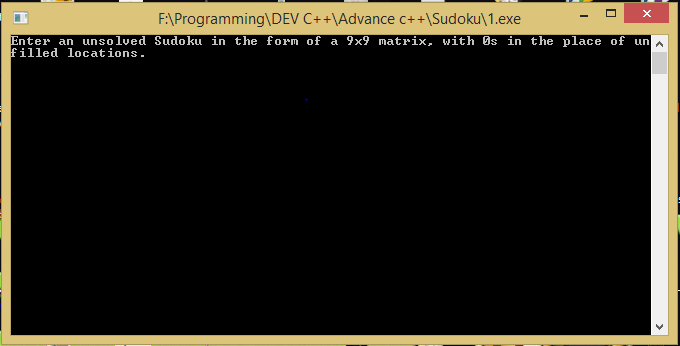 F:\Programming\DEV C++\Advance c++\Sudoku\1.exe
Enter an unsolved Sudoku in the form of a 9x9 matrix, with 0s in the place of un
filled locations.